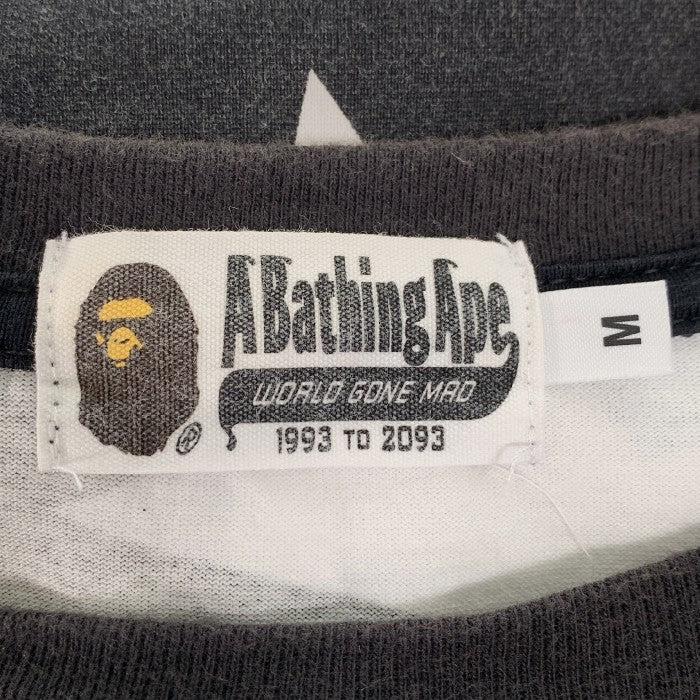 A Bathing Ape
WORLD GONE MAD
1993 TO 2093
®
M